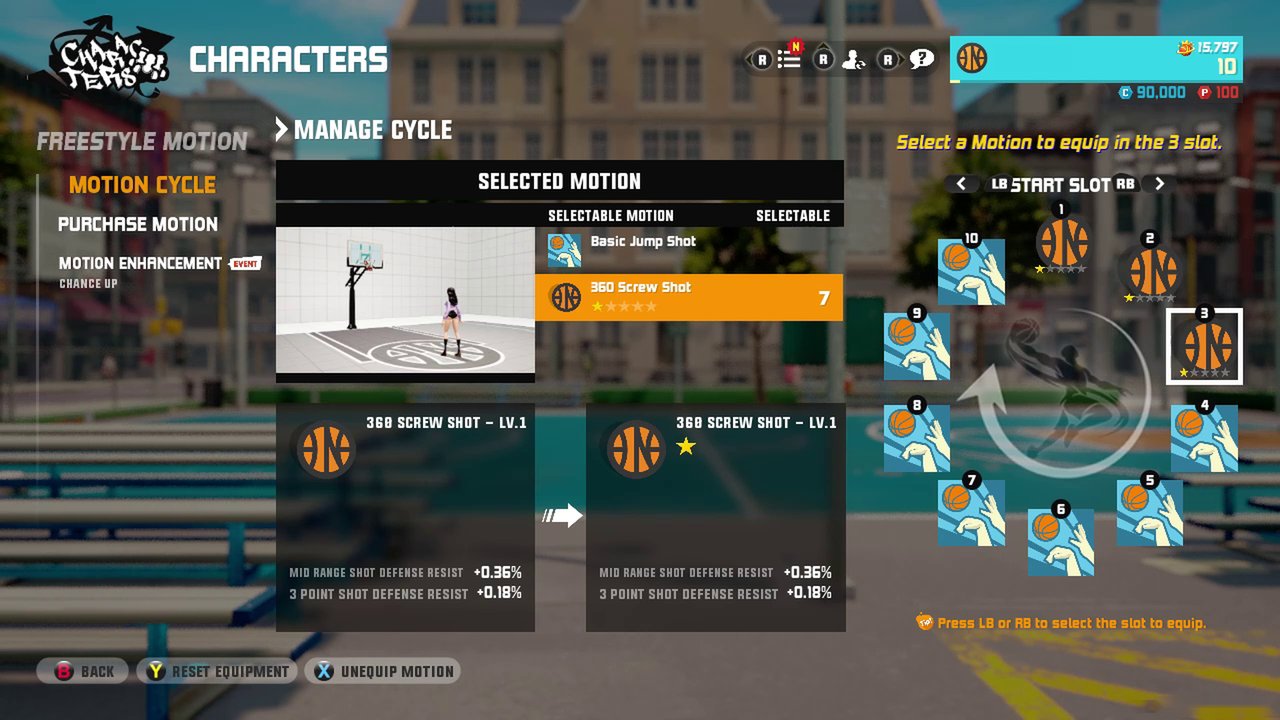 CHARACTERS!!!
CHARACTERS
R
N
R
R
?
15,797
10
C 90,000 P 100
FREESTYLE MOTION
MANAGE CYCLE
MOTION CYCLE
PURCHASE MOTION
MOTION ENHANCEMENT EVENT
CHANCE UP
SELECTED MOTION
SELECTABLE MOTION SELECTABLE
Basic Jump Shot
360 Screw Shot 7
360 SCREW SHOT - LV.1
MID RANGE SHOT DEFENSE RESIST +0.36%
3 POINT SHOT DEFENSE RESIST +0.18%
360 SCREW SHOT - LV.1
MID RANGE SHOT DEFENSE RESIST +0.36%
3 POINT SHOT DEFENSE RESIST +0.18%
Select a Motion to equip in the 3 slot.
LB START SLOT RB
1
2
3
4
5
6
7
8
9
10
TIP Press LB or RB to select the slot to equip.
B BACK
Y RESET EQUIPMENT
X UNEQUIP MOTION